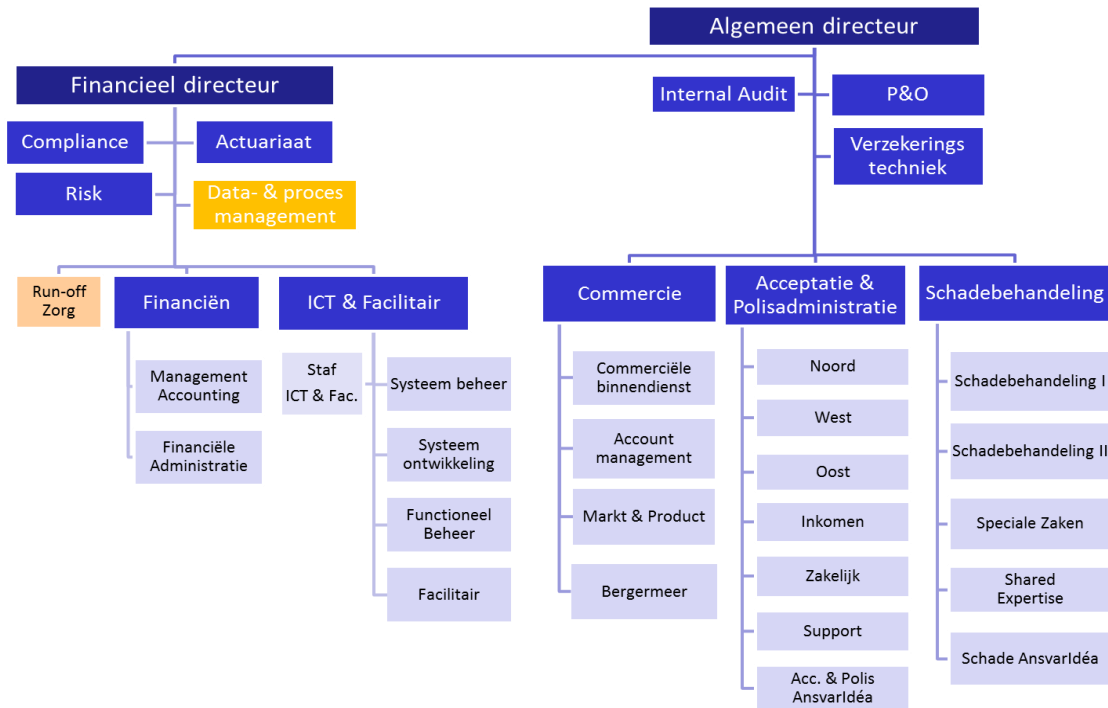 Algemeen directeur
Financieel directeur
Internal Audit
P&O
Compliance
Actuariaat
Verzekerings
techniek
Risk
Data- & proces
management
Run-off
Zorg
Financiën
ICT & Facilitair
Commercie
Acceptatie &
Polisadministratie
Schadebehandeling
Management
Accounting
Financiële
Administratie
Staf
ICT & Fac.
Systeem beheer
Systeem
ontwikkeling
Functioneel
Beheer
Facilitair
Commerciële
binnendienst
Account
management
Markt & Product
Bergermeer
Noord
West
Oost
Inkomen
Zakelijk
Support
Acc. & Polis
AnsvarIdéa
Schadebehandeling I
Schadebehandeling II
Speciale Zaken
Shared
Expertise
Schade AnsvarIdéa